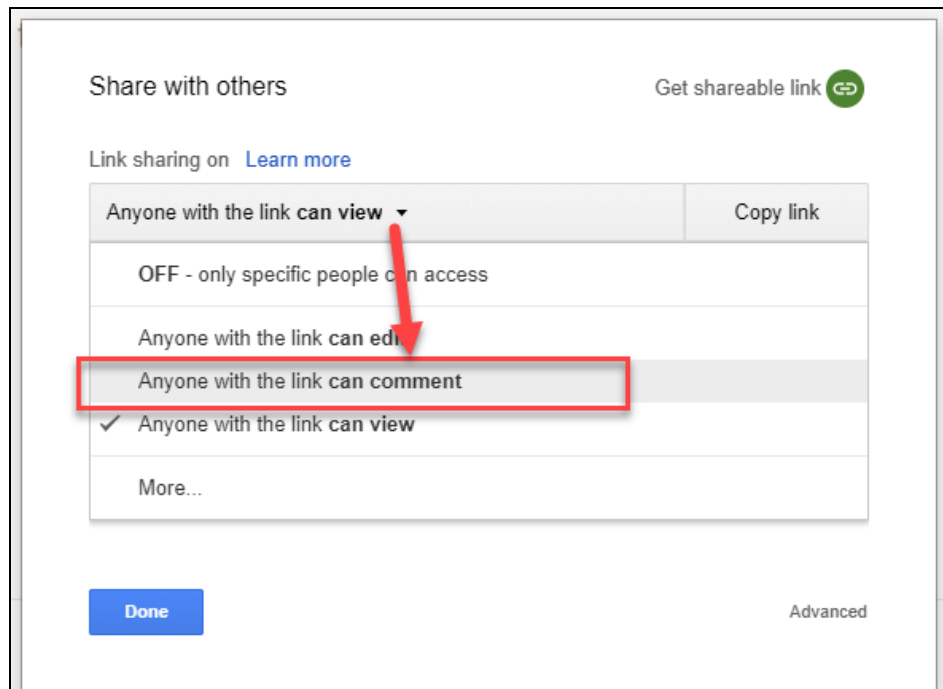 Share with others
Get shareable link
Link sharing on Learn more
Anyone with the link can view
Copy link
OFF - only specific people can access
Anyone with the link can edit
Anyone with the link can comment
Anyone with the link can view
More...
Done
Advanced